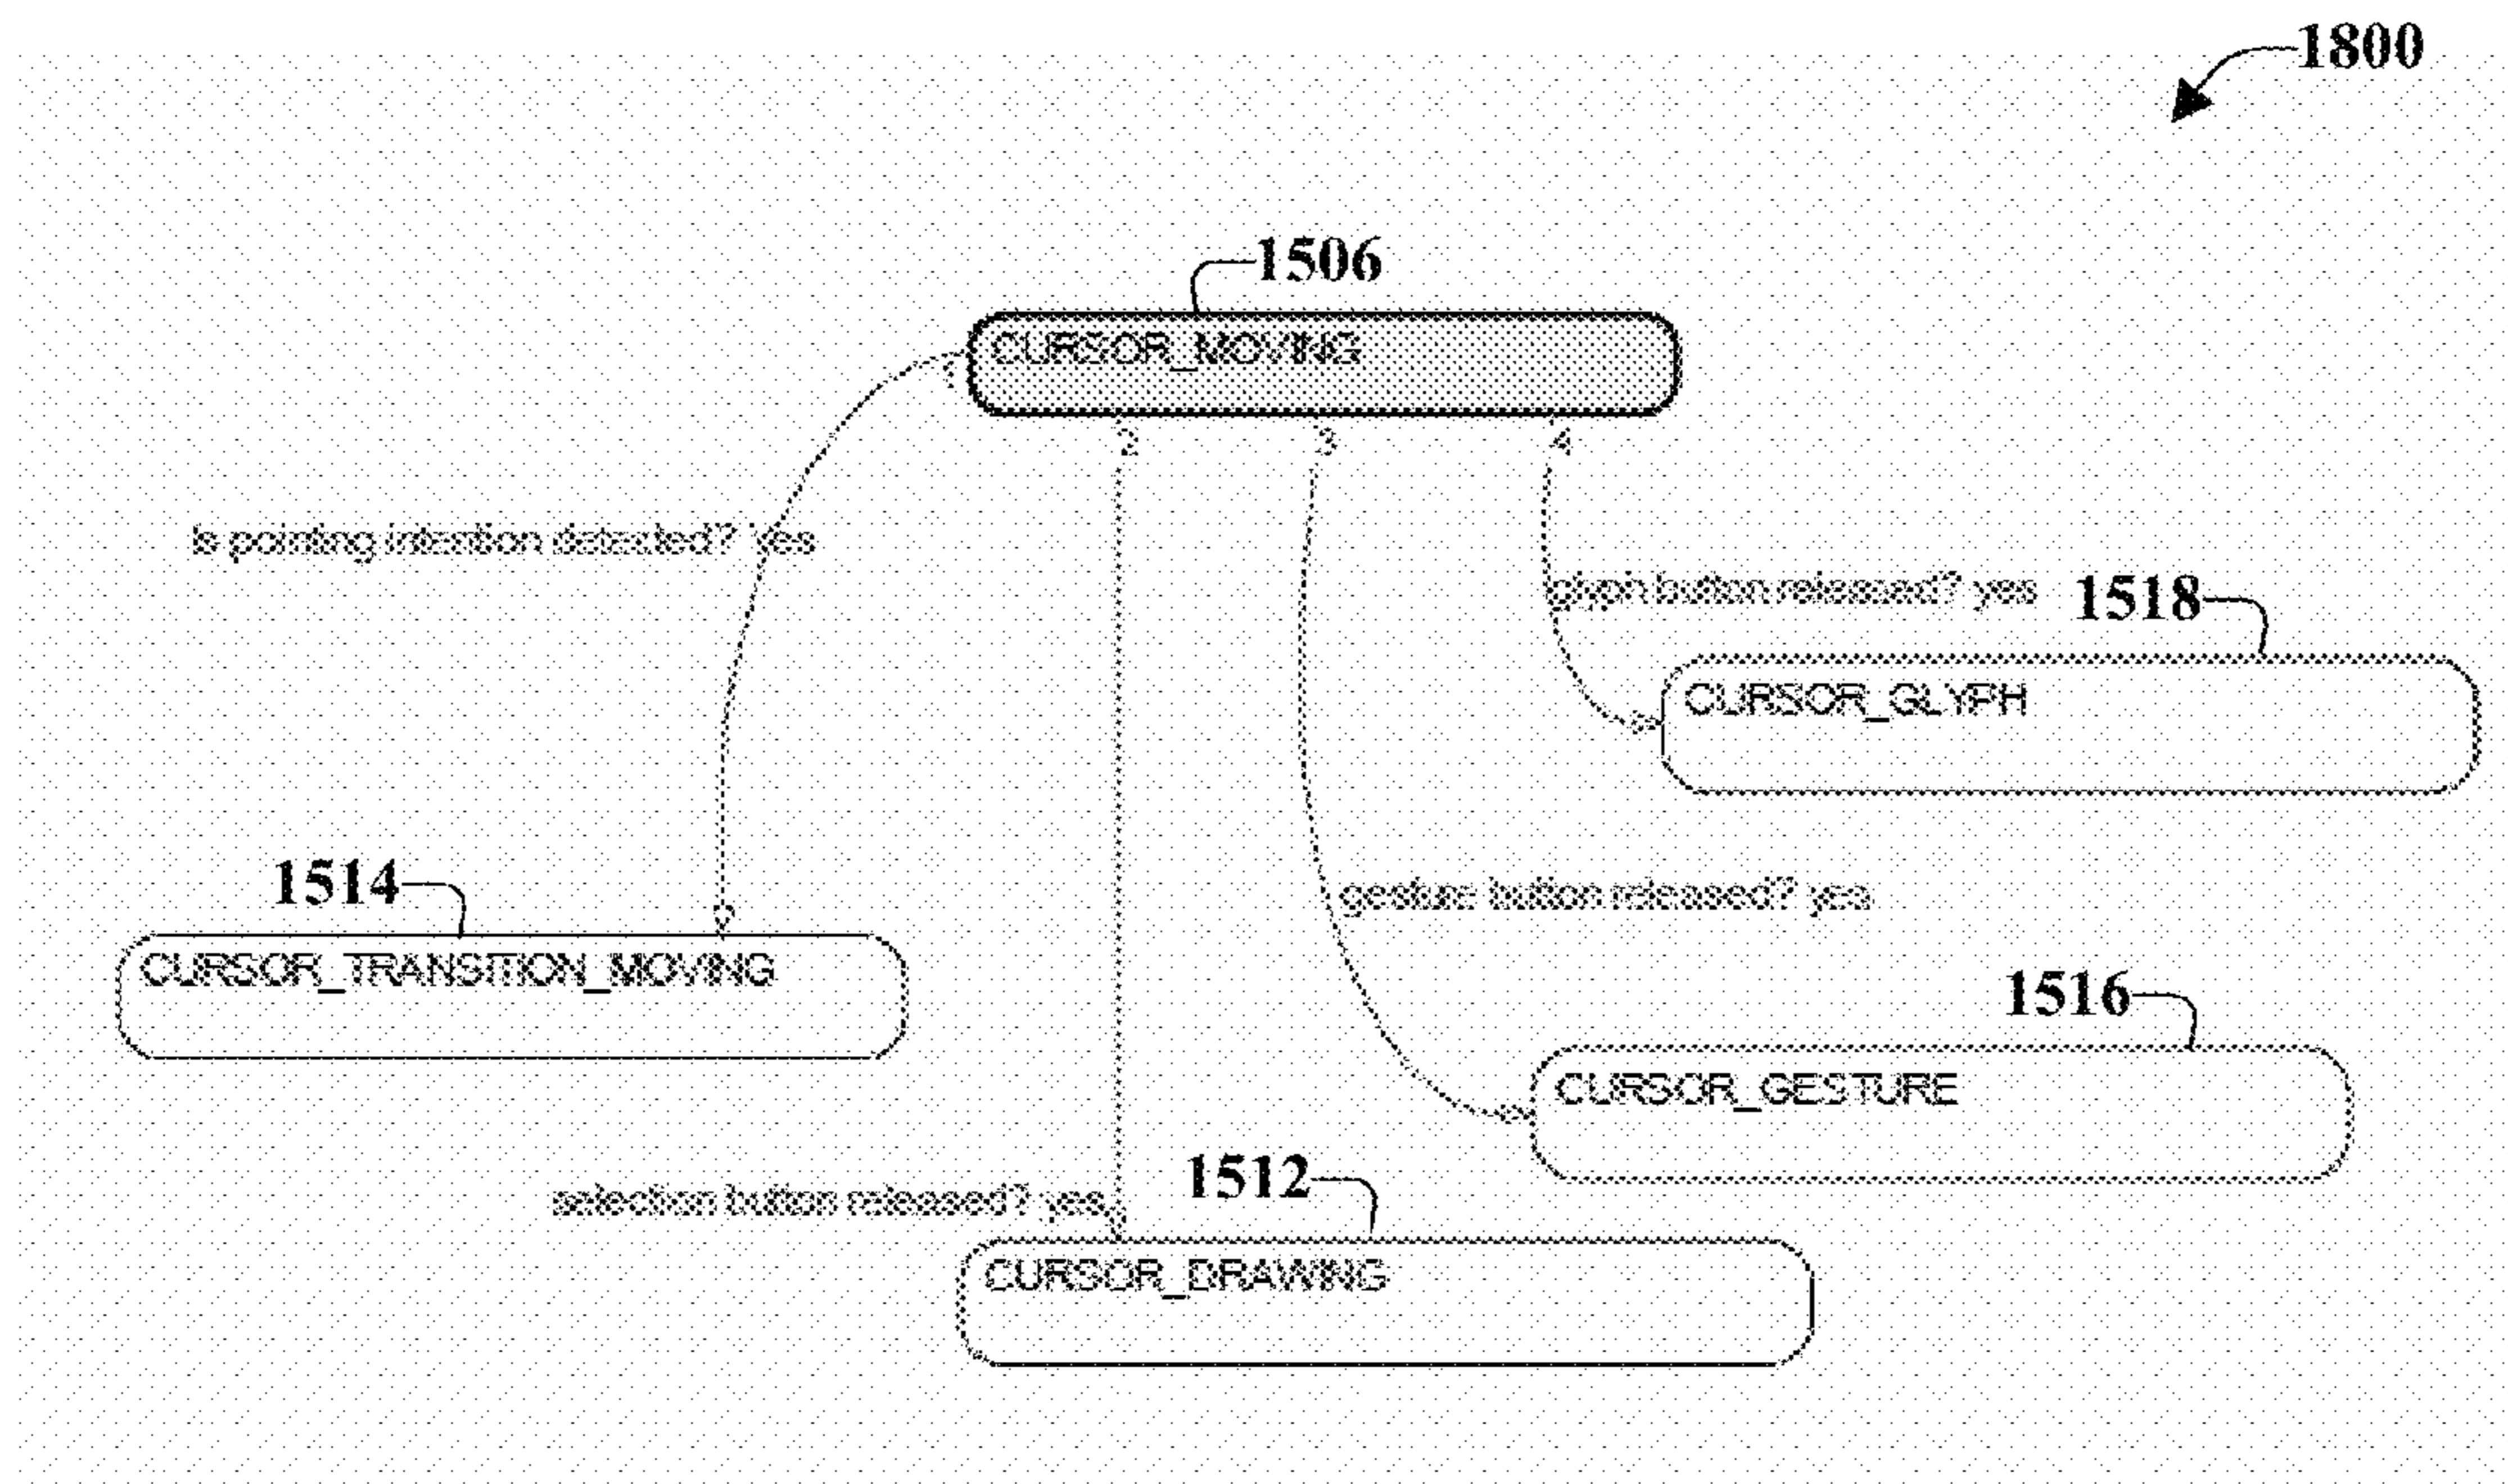 1800
1506
CURSOR_MOVING
1
2
3
4
Is pointing intention detected? yes
glyph button released? yes
1518
CURSOR_GLYPH
1514
gesture button released? yes
CURSOR_TRANSITION_MOVING
1516
CURSOR_GESTURE
1512
selection button released? yes
CURSOR_DRAWING